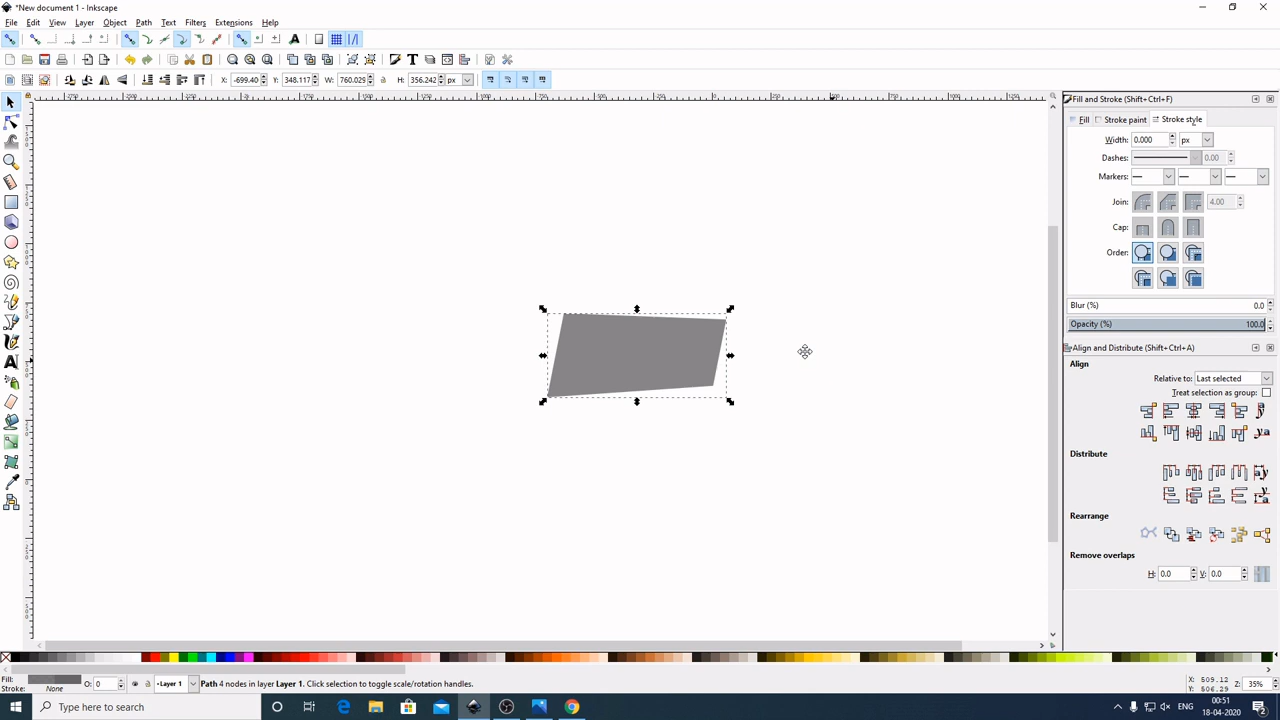 *New document 1 - Inkscape
File Edit View Layer Object Path Text Filters Extensions Help
X: -699.40 Y: 348.117 W: 760.029 H: 356.242 px
Fill and Stroke (Shift+Ctrl+F)
Fill Stroke paint Stroke style
Width: 0.000 px
Dashes: 0.00
Markers:
Join: 4.00
Cap:
Order:
Blur (%) 0.0
Opacity (%) 100.0
Align and Distribute (Shift+Ctrl+A)
Align
Relative to: Last selected
Treat selection as group:
Distribute
Rearrange
Remove overlaps
H: 0.0 V: 0.0
Fill:
Stroke: None
O: 0
Layer 1
Path 4 nodes in layer Layer 1. Click selection to toggle scale/rotation handles.
X: 509.12
Y: 506.29
Z: 35%
Type here to search
00:51
18-04-2020